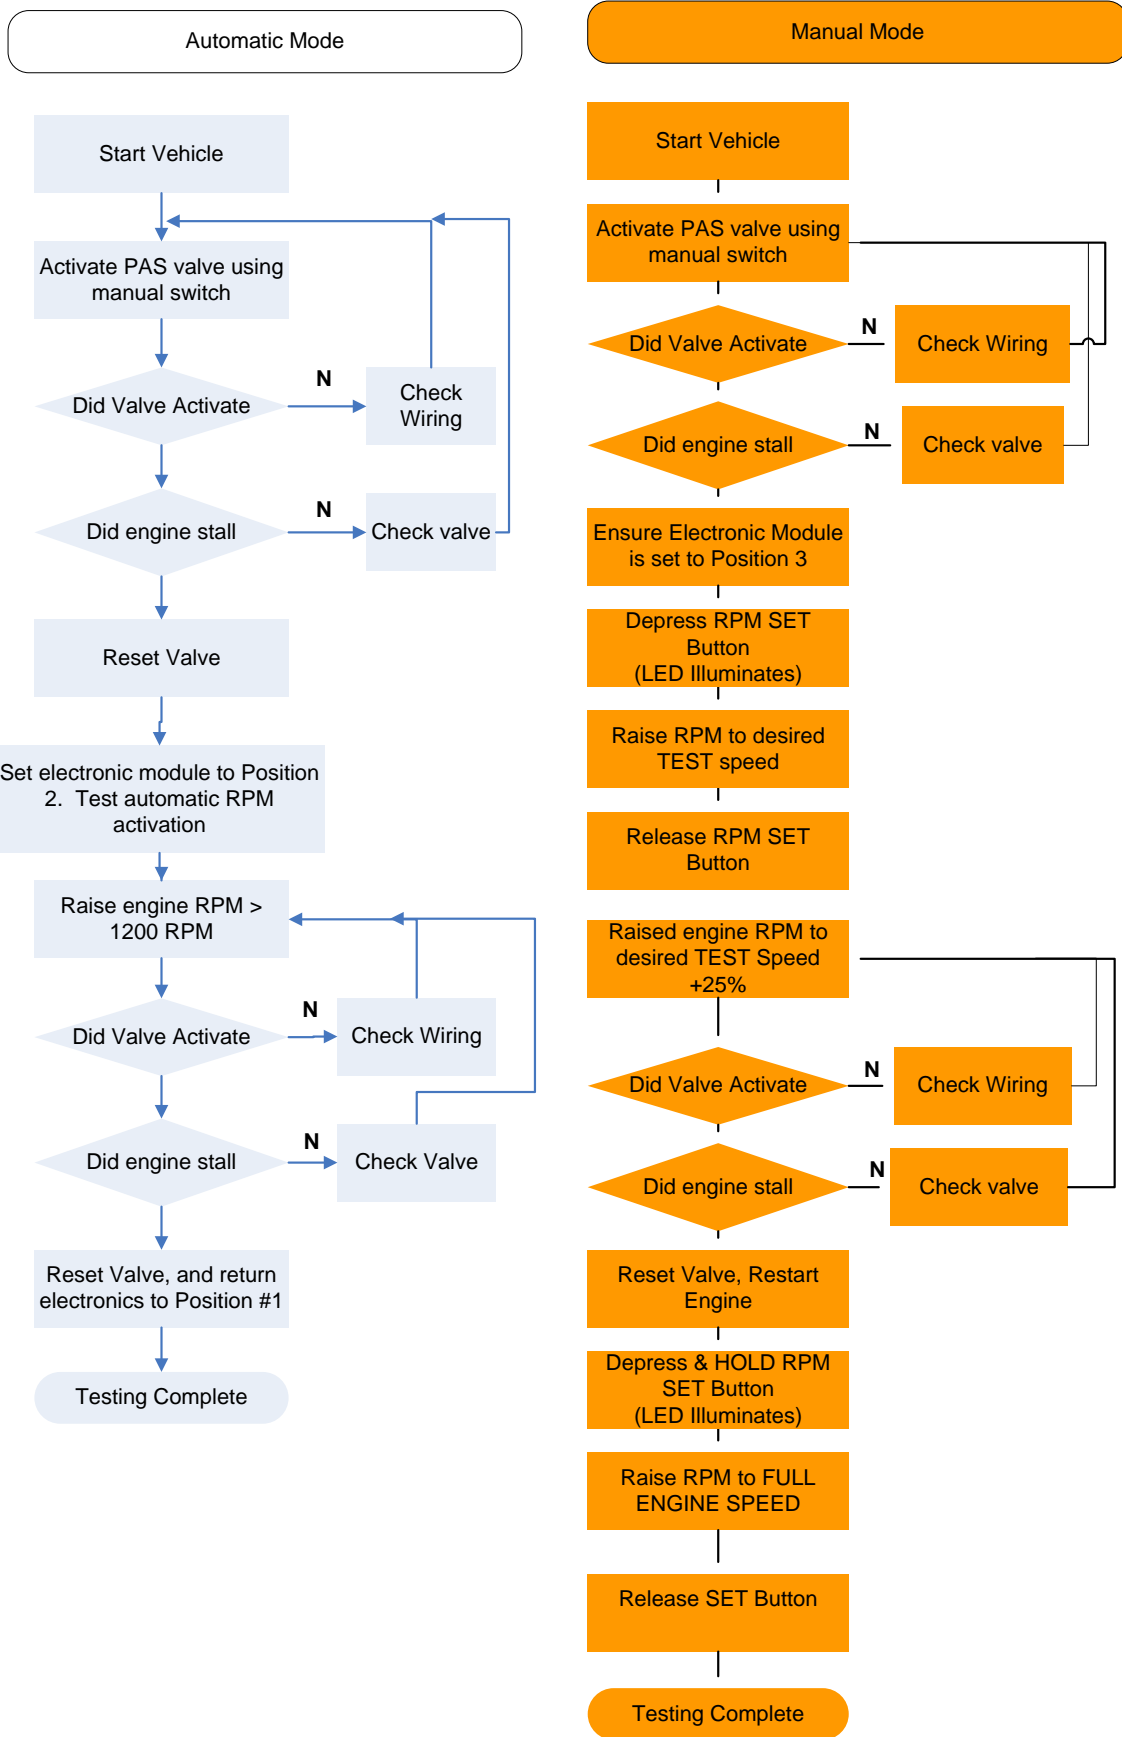 Automatic Mode
Start Vehicle
Activate PAS valve using
manual switch
Did Valve Activate
N
Check
Wiring
Did engine stall
N
Check valve
Reset Valve
Set electronic module to Position
2.  Test automatic RPM
activation
Raise engine RPM >
1200 RPM
Did Valve Activate
N
Check Wiring
Did engine stall
N
Check Valve
Reset Valve, and return
electronics to Position #1
Testing Complete
Manual Mode
Start Vehicle
Activate PAS valve using
manual switch
Did Valve Activate
N
Check Wiring
Did engine stall
N
Check valve
Ensure Electronic Module
is set to Position 3
Depress RPM SET
Button
(LED Illuminates)
Raise RPM to desired
TEST speed
Release RPM SET
Button
Raised engine RPM to
desired TEST Speed
+25%
Did Valve Activate
N
Check Wiring
Did engine stall
N
Check valve
Reset Valve, Restart
Engine
Depress & HOLD RPM
SET Button
(LED Illuminates)
Raise RPM to FULL
ENGINE SPEED
Release SET Button
Testing Complete